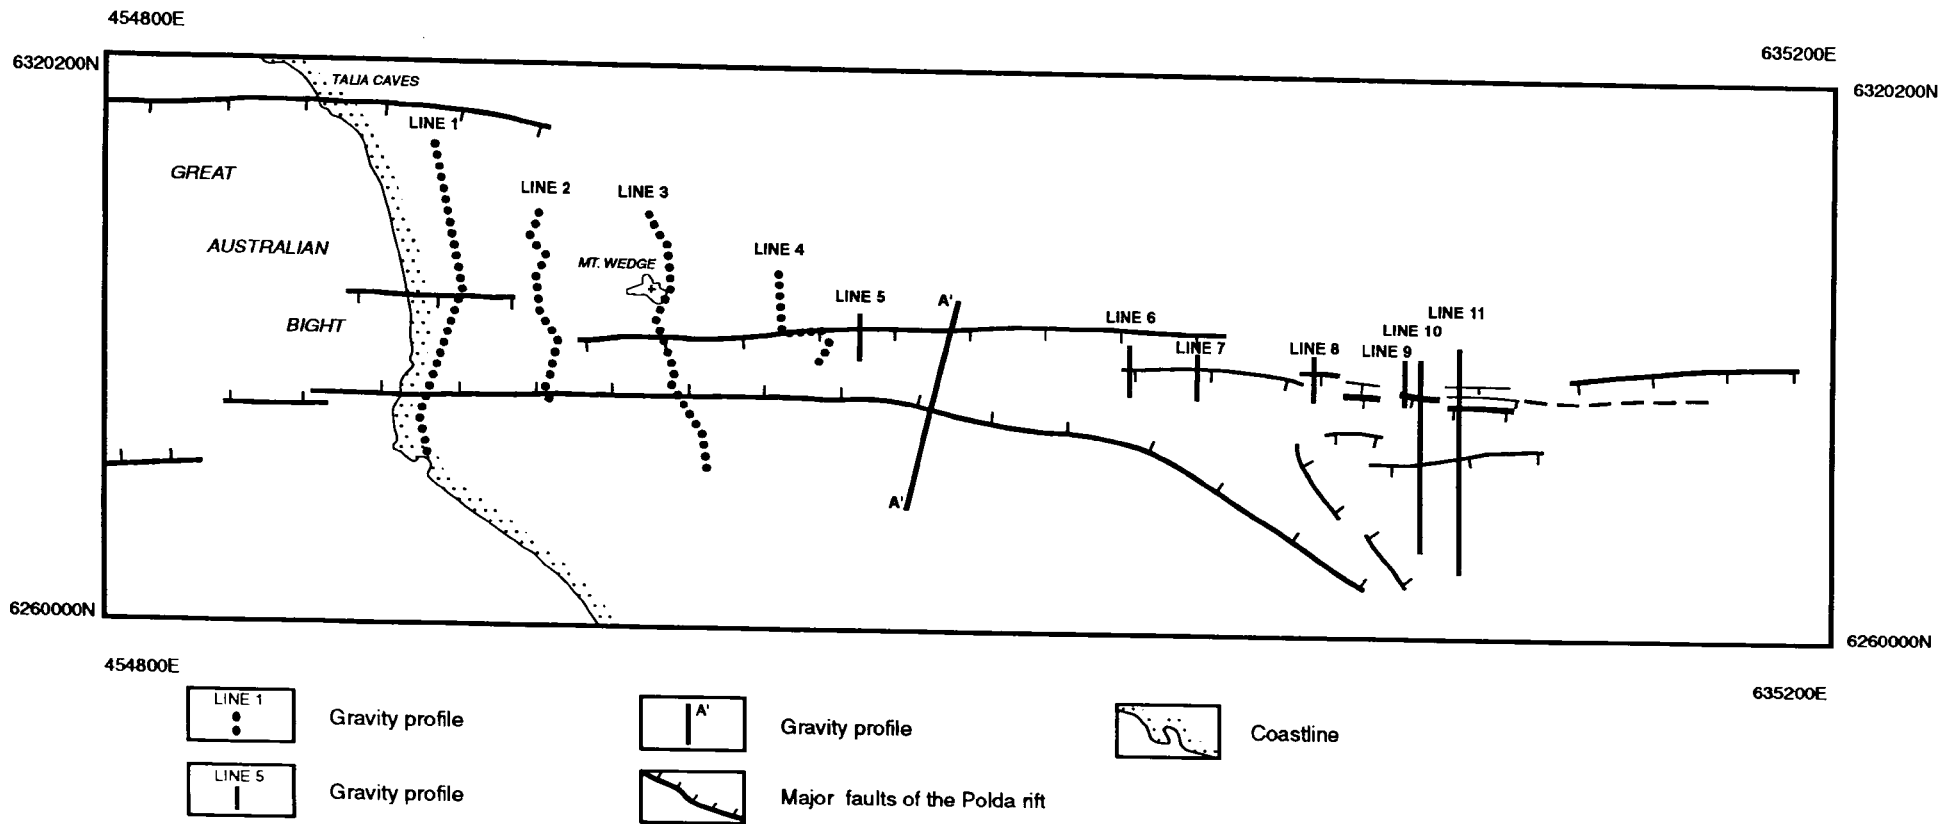 454800E
635200E
6320200N
6320200N
TALIA CAVES
LINE 1
GREAT
LINE 2
LINE 3
AUSTRALIAN
LINE 4
MT. WEDGE
LINE 5
A'
BIGHT
LINE 6
LINE 11
LINE 10
LINE 7
LINE 8
LINE 9
A'
6260000N
6260000N
454800E
635200E
LINE 1
Gravity profile
A'
Gravity profile
Coastline
LINE 5
Gravity profile
Major faults of the Polda rift